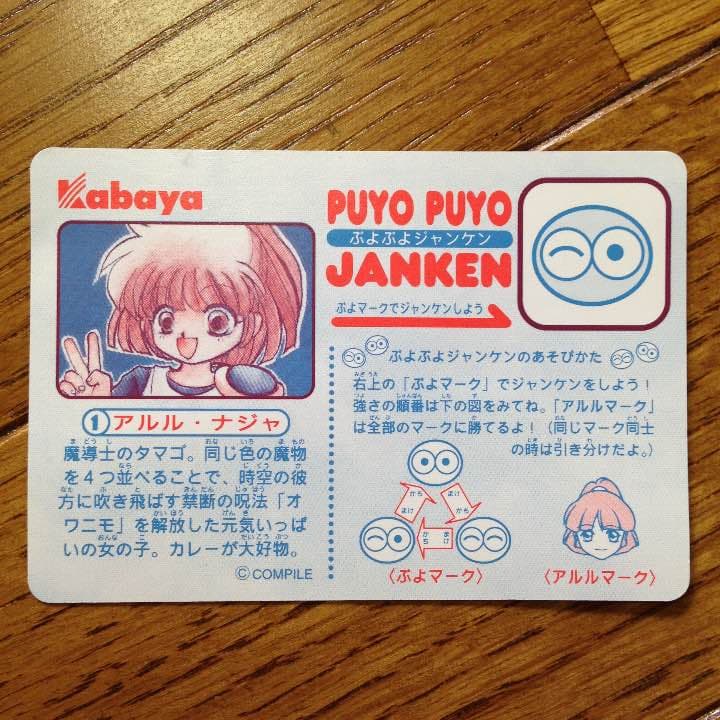 Kabaya
① アルル・ナジャ
魔導士のタマゴ。同じ色の魔物
を4つ並べることで、時空の彼
方に吹き飛ばす禁断の呪法「オ
ワニモ」を解放した元気いっぱ
いの女の子。カレーが大好物。
©COMPILE
PUYO PUYO
ぷよぷよジャンケン
JANKEN
ぷよマークでジャンケンしよう
ぷよぷよジャンケンのあそびかた
右上の「ぷよマーク」でジャンケンをしよう!
強さの順番は下の図をみてね。「アルルマーク」
は全部のマークに勝てるよ!(同じマーク同士
の時は引き分けだよ。)
かち まけ
まけ かち
かち まけ
〈ぷよマーク〉
〈アルルマーク〉